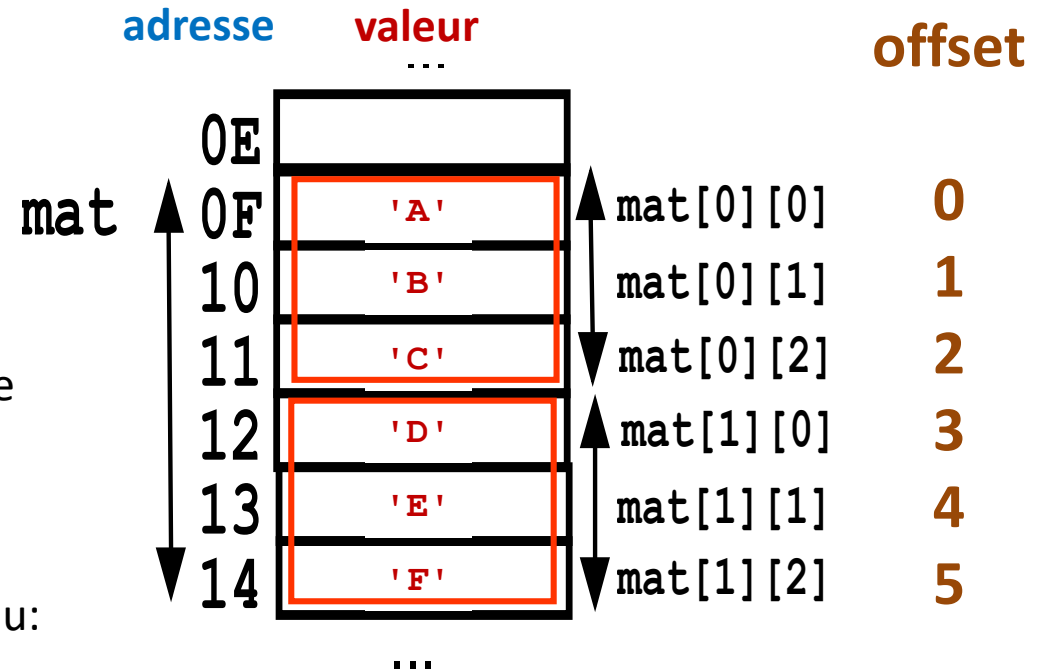 adresse valeur offset
...
0E
mat 0F 'A' mat[0][0] 0
10 'B' mat[0][1] 1
11 'C' mat[0][2] 2
e
12 'D' mat[1][0] 3
13 'E' mat[1][1] 4
14 'F' mat[1][2] 5
u:
...